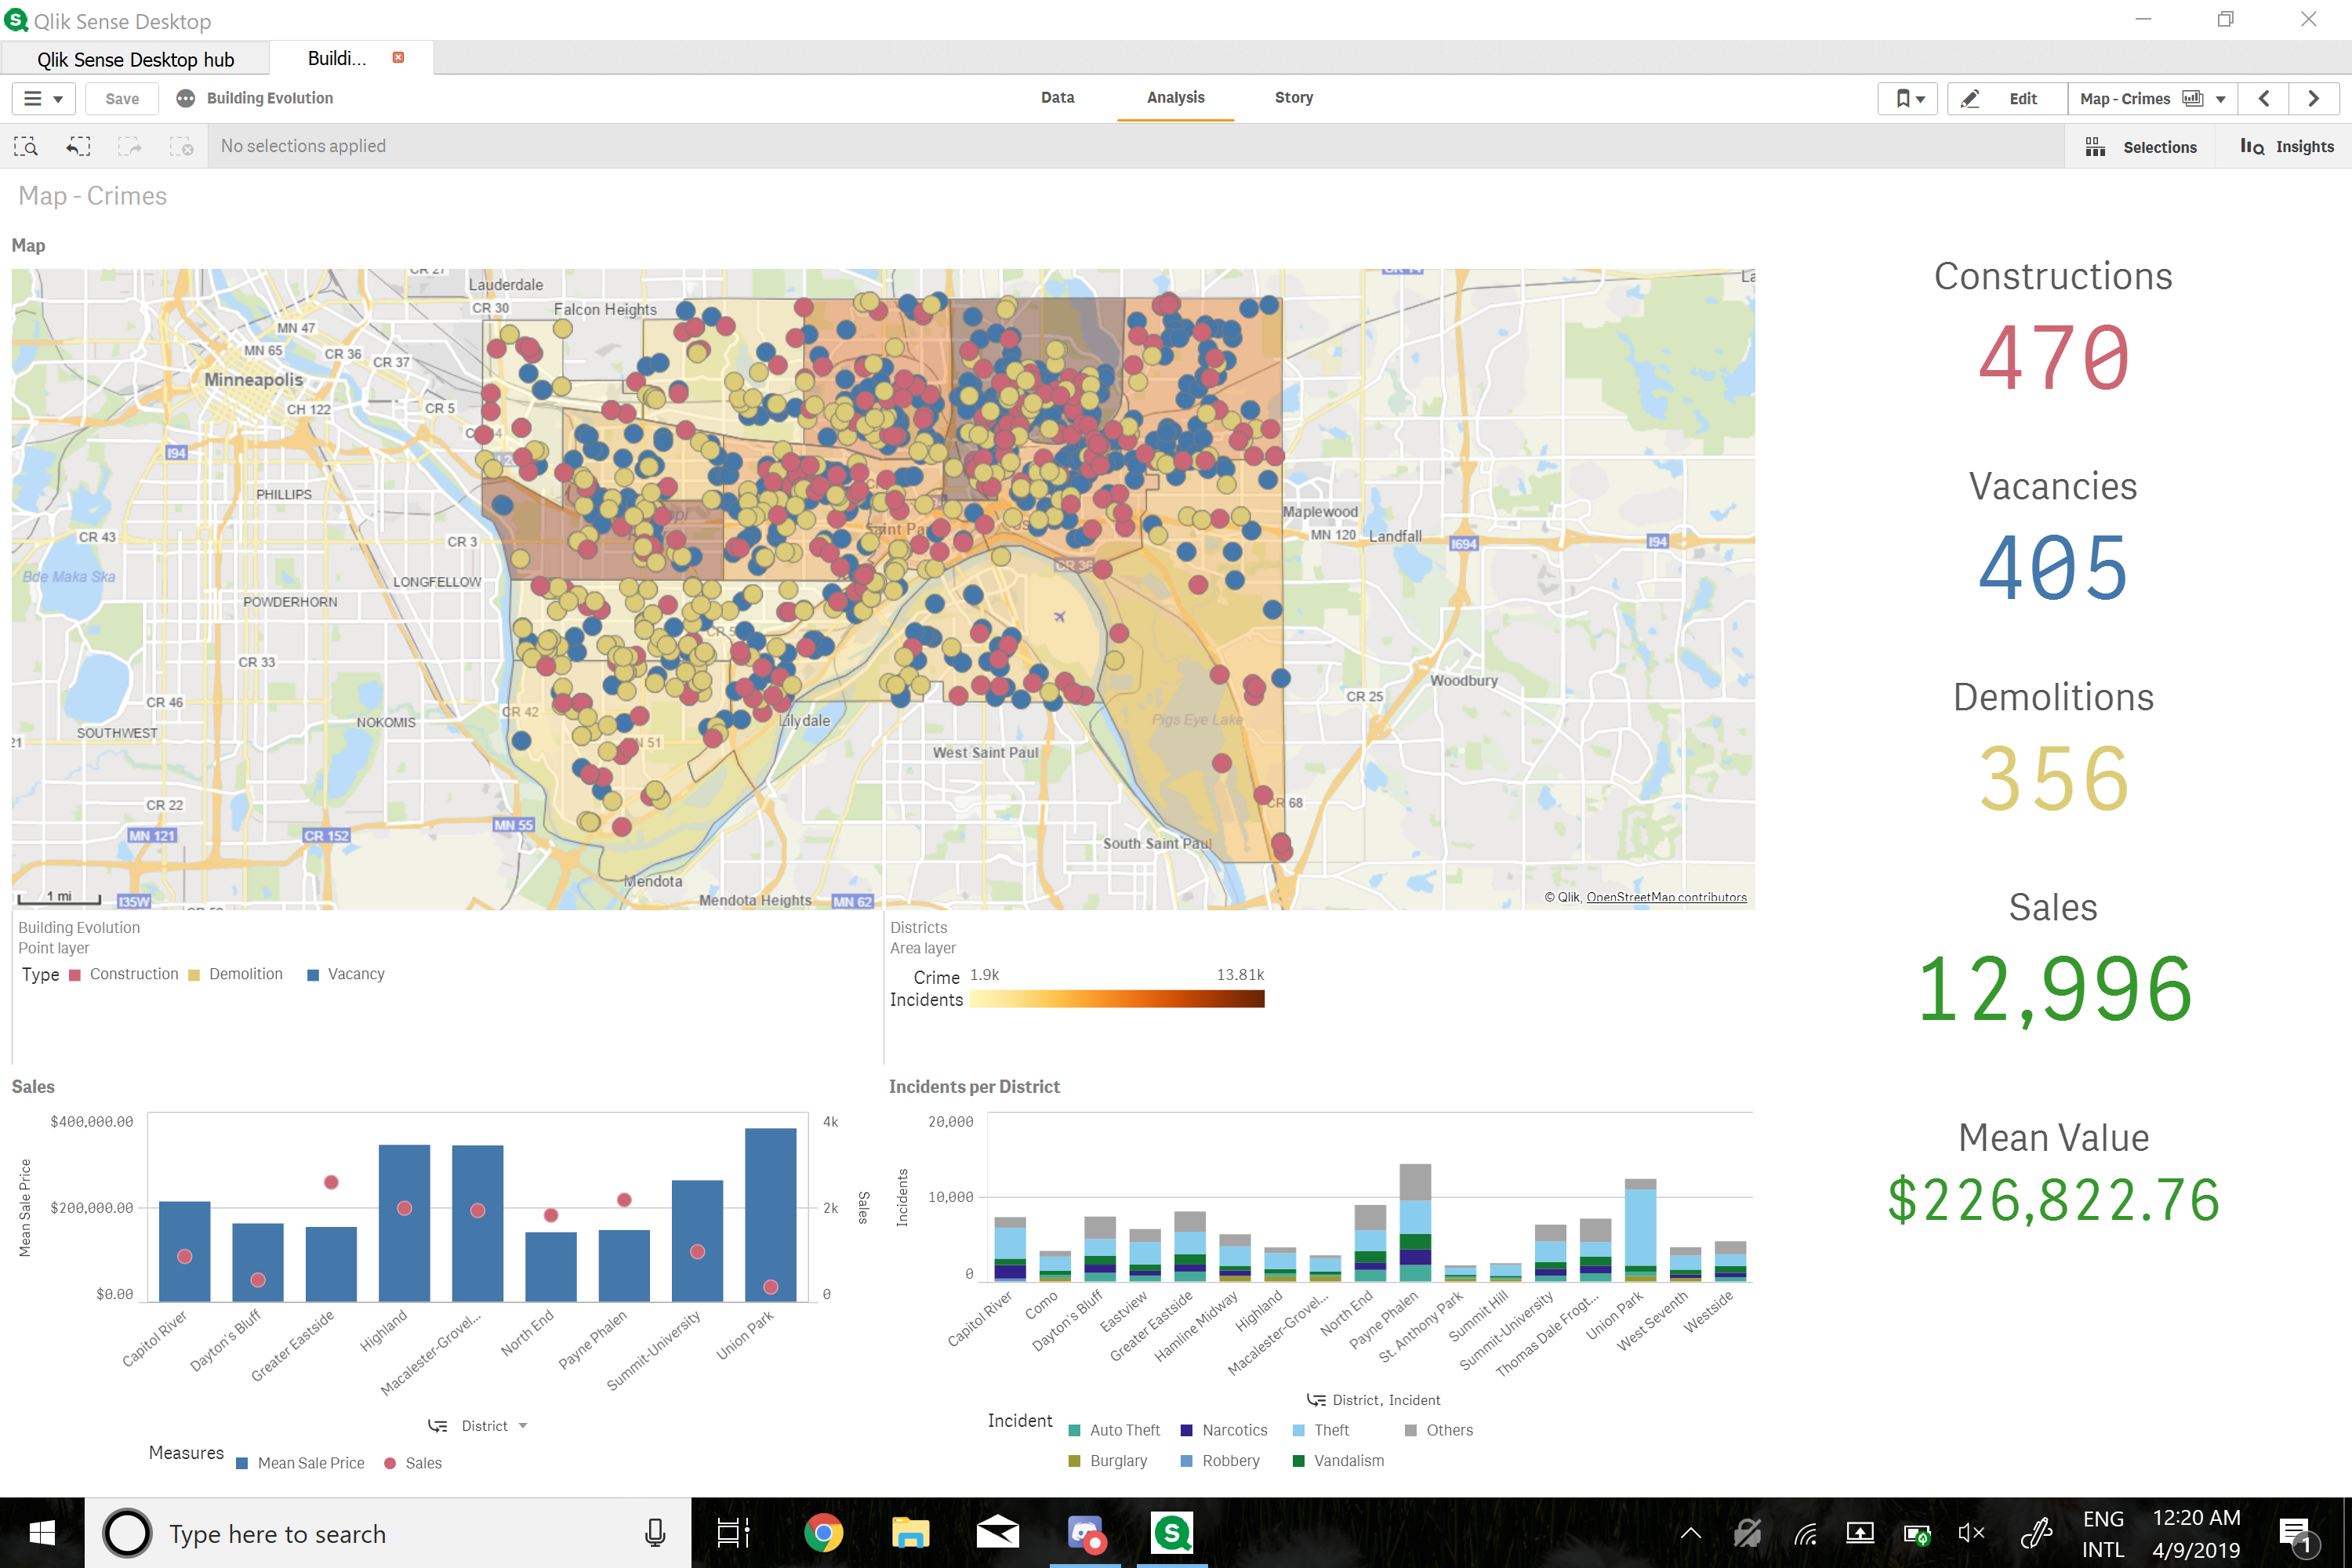 Qlik Sense Desktop
Qlik Sense Desktop hub
Buildi...
Save
Building Evolution
Data
Analysis
Story
Edit
Map - Crimes
No selections applied
Selections
Insights
Map - Crimes
Map
Lauderdale
CR 30
Falcon Heights
MN 47
MN 65
CR 36
CR 37
Minneapolis
CH 122
CR 5
I94
PHILLIPS
CR 43
CR 3
Bde Maka Ska
LONGFELLOW
POWDERHORN
CR 33
CR 46
SOUTHWEST
NOKOMIS
CR 42
CR 22
MN 121
CR 152
MN 55
Lilydale
West Saint Paul
Pigs Eye Lake
CR 36
Maplewood
MN 120
Landfall
I694
I94
CR 25
Woodbury
CR 68
South Saint Paul
Mendota
Mendota Heights
MN 62
I35W
1 mi
© Qlik, OpenStreetMap contributors
Building Evolution
Point layer
Type Construction Demolition Vacancy
Districts
Area layer
Crime Incidents
1.9k
13.81k
Constructions
470
Vacancies
405
Demolitions
356
Sales
12,996
Mean Value
$226,822.76
Sales
Mean Sale Price
$400,000.00
$200,000.00
$0.00
4k
2k
0
Sales
Capitol River
Dayton's Bluff
Greater Eastside
Highland
Macalester-Grovel...
North End
Payne Phalen
Summit-University
Union Park
District
Measures
Mean Sale Price
Sales
Incidents per District
Incidents
20,000
10,000
0
Capitol River
Como
Dayton's Bluff
Eastview
Greater Eastside
Hamline Midway
Highland
Macalester-Grovel...
North End
Payne Phalen
St. Anthony Park
Summit Hill
Summit-University
Thomas Dale Frogt...
Union Park
West Seventh
Westside
District, Incident
Incident
Auto Theft
Narcotics
Theft
Others
Burglary
Robbery
Vandalism
Type here to search
ENG
INTL
12:20 AM
4/9/2019
1